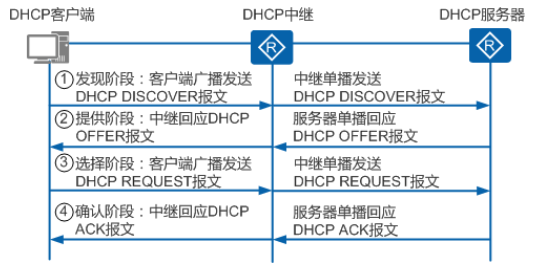 DHCP客户端 DHCP中继 DHCP服务器
R R
①发现阶段：客户端广播发送 中继单播发送
DHCP DISCOVER报文 DHCP DISCOVER报文
②提供阶段：中继回应DHCP 服务器单播回应
OFFER报文 DHCP OFFER报文
③选择阶段：客户端广播发送 中继单播发送
DHCP REQUEST报文 DHCP REQUEST报文
④确认阶段：中继回应DHCP 服务器单播回应
ACK报文 DHCP ACK报文